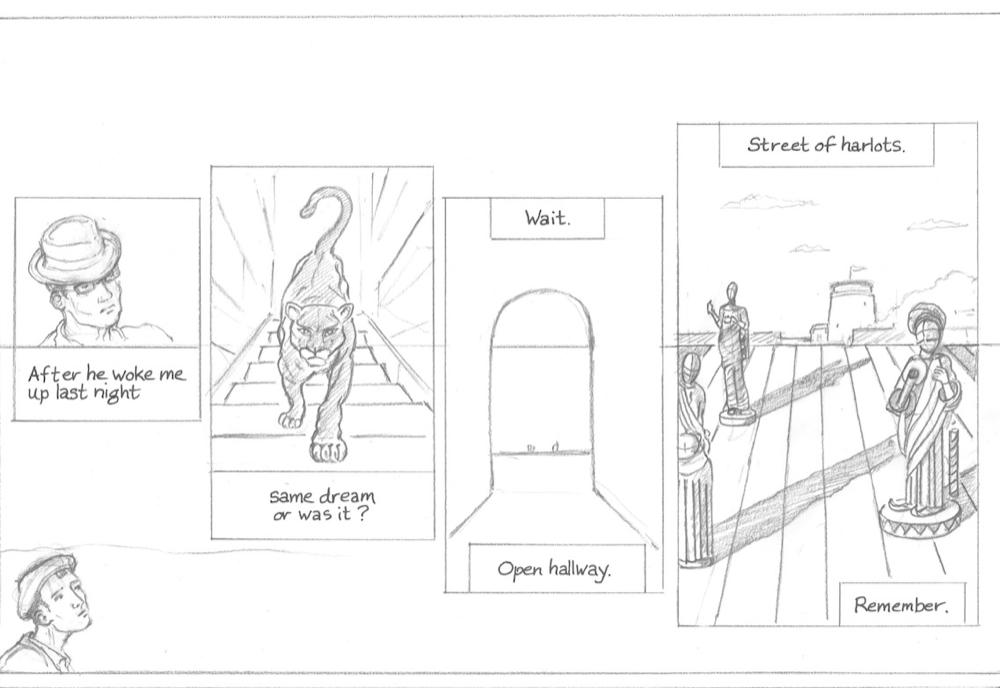 After he woke me
up last night
same dream
or was it?
Wait.
Open hallway.
Street of harlots.
Remember.